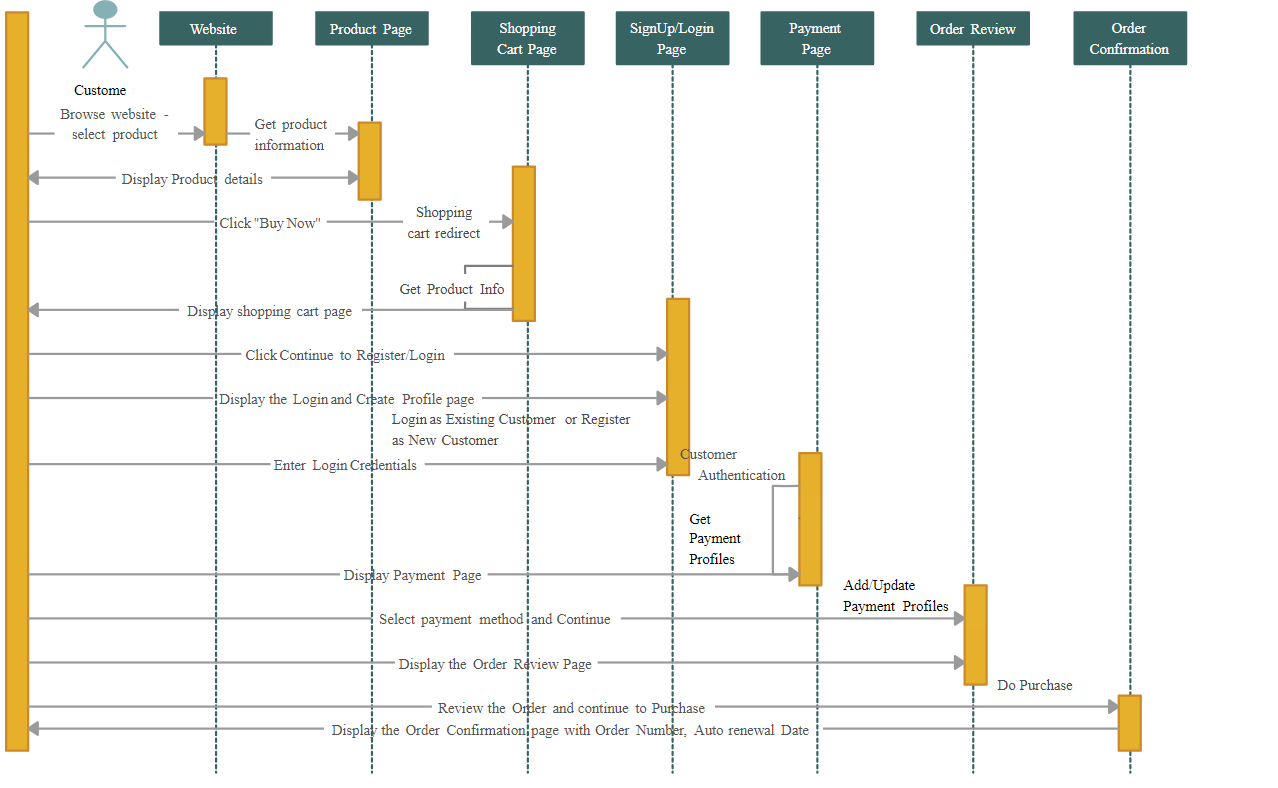 Website
Product Page
Shopping
Cart Page
SignUp/Login
Page
Payment
Page
Order Review
Order
Confirmation
Custome
Browse website -
select product
Get product
information
Display Product details
Click "Buy Now"
Shopping
cart redirect
Get Product Info
Display shopping cart page
Click Continue to Register/Login
Display the Login and Create Profile page
Login as Existing Customer or Register
as New Customer
Enter Login Credentials
Customer
Authentication
Get
Payment
Profiles
Display Payment Page
Add/Update
Payment Profiles
Select payment method and Continue
Display the Order Review Page
Do Purchase
Review the Order and continue to Purchase
Display the Order Confirmation page with Order Number, Auto renewal Date